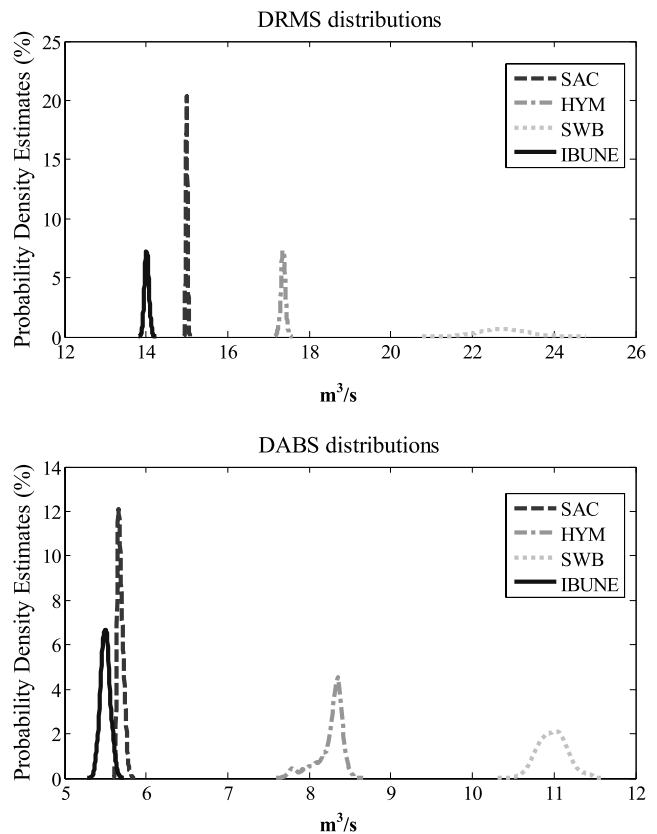 DRMS distributions
Probability Density Estimates (%)
25
20
15
10
5
0
12 14 16 18 20 22 24 26
m³/s
SAC
HYM
SWB
IBUNE
DABS distributions
Probability Density Estimates (%)
14
12
10
8
6
4
2
0
5 6 7 8 9 10 11 12
m³/s
SAC
HYM
SWB
IBUNE